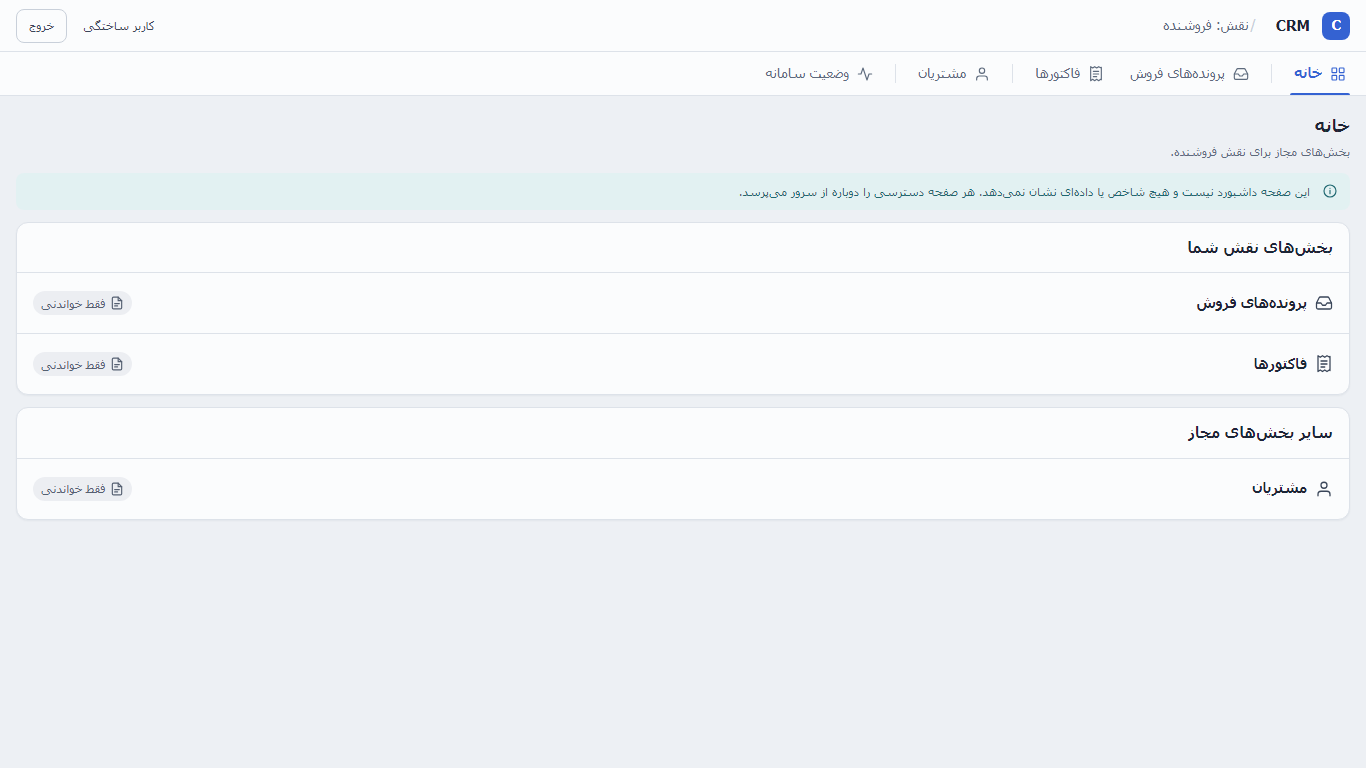 C CRM / نقش: فروشنده کاربر ساختگی خروج
خانه پرونده‌های فروش فاکتورها مشتریان وضعیت سامانه
خانه
بخش‌های مجاز برای نقش فروشنده.
این صفحه داشبورد نیست و هیچ شاخص یا داده‌ای نشان نمی‌دهد. هر صفحه دسترسی را دوباره از سرور می‌پرسد.
بخش‌های نقش شما
پرونده‌های فروش فقط خواندنی
فاکتورها فقط خواندنی
سایر بخش‌های مجاز
مشتریان فقط خواندنی